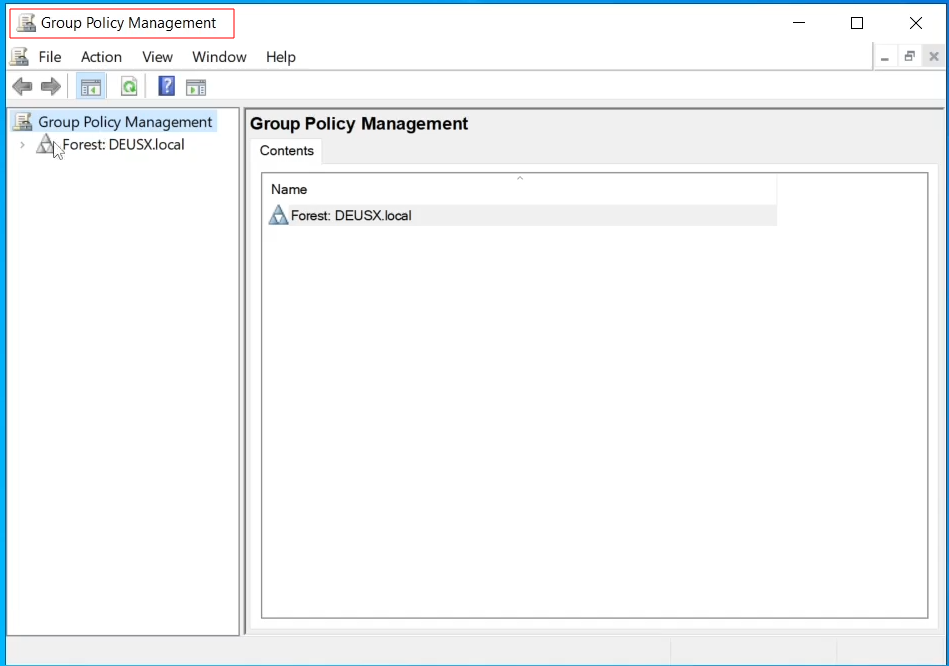 Group Policy Management
File Action View Window Help
Group Policy Management
Forest: DEUSX.local
Group Policy Management
Contents
Name
Forest: DEUSX.local